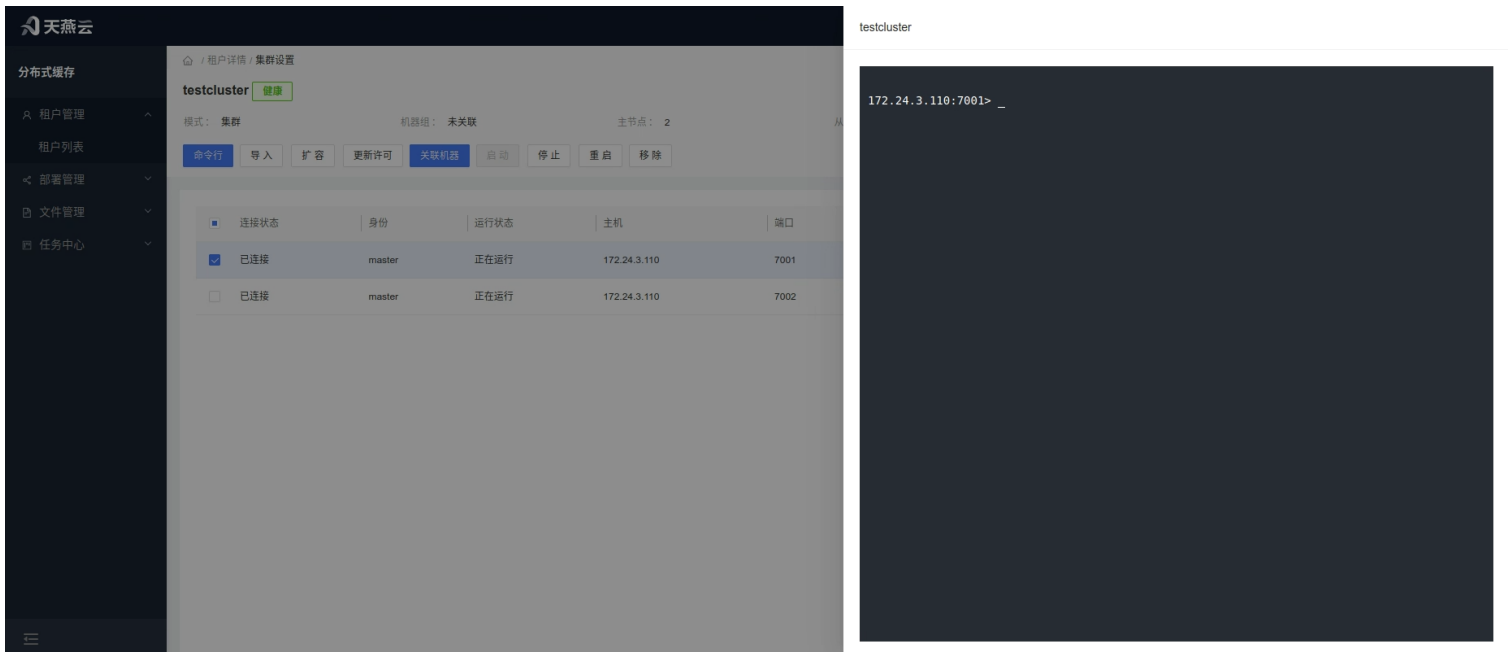 天燕云
分布式缓存
租户管理
租户列表
部署管理
文件管理
任务中心
/ 租户详情 / 集群设置
testcluster 健康
模式： 集群 机器组： 未关联 主节点： 2 从
命令行 导入 扩容 更新许可 关联机器 启动 停止 重启 移除
连接状态 身份 运行状态 主机 端口
已连接 master 正在运行 172.24.3.110 7001
已连接 master 正在运行 172.24.3.110 7002
testcluster
172.24.3.110:7001> _